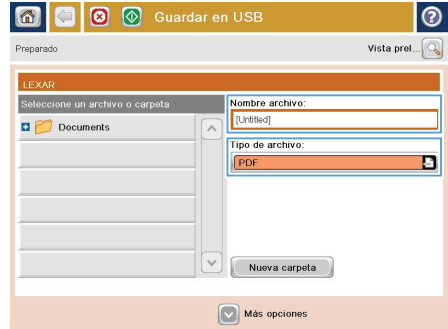 Guardar en USB
Preparado
Vista prel...
LEXAR
Seleccione un archivo o carpeta
Documents
Nombre archivo:
[Untitled]
Tipo de archivo:
PDF
Nueva carpeta
Más opciones